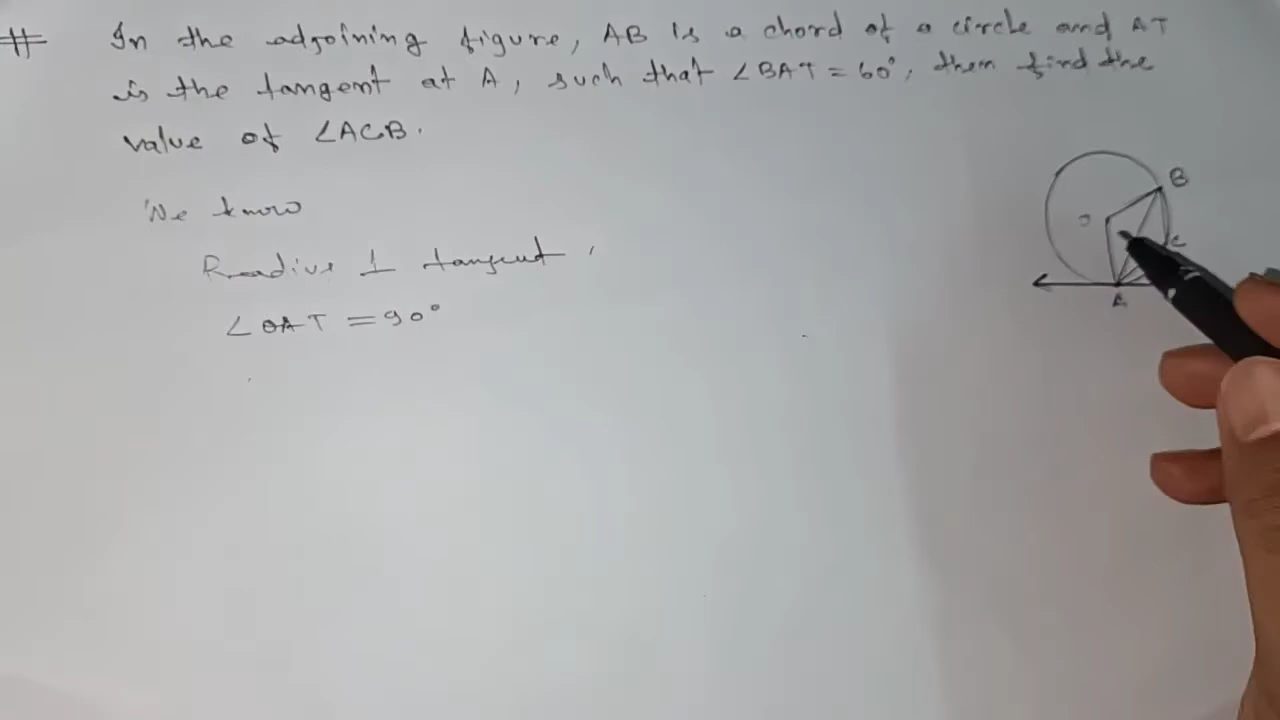 # In the adjoining figure, AB is a chord of a circle and AT
is the tangent at A, such that ∠BAT = 60°, then find the
value of ∠ACB.
We know
Radius ⊥ tangent,
∠OAT = 90°
B
O
C
A